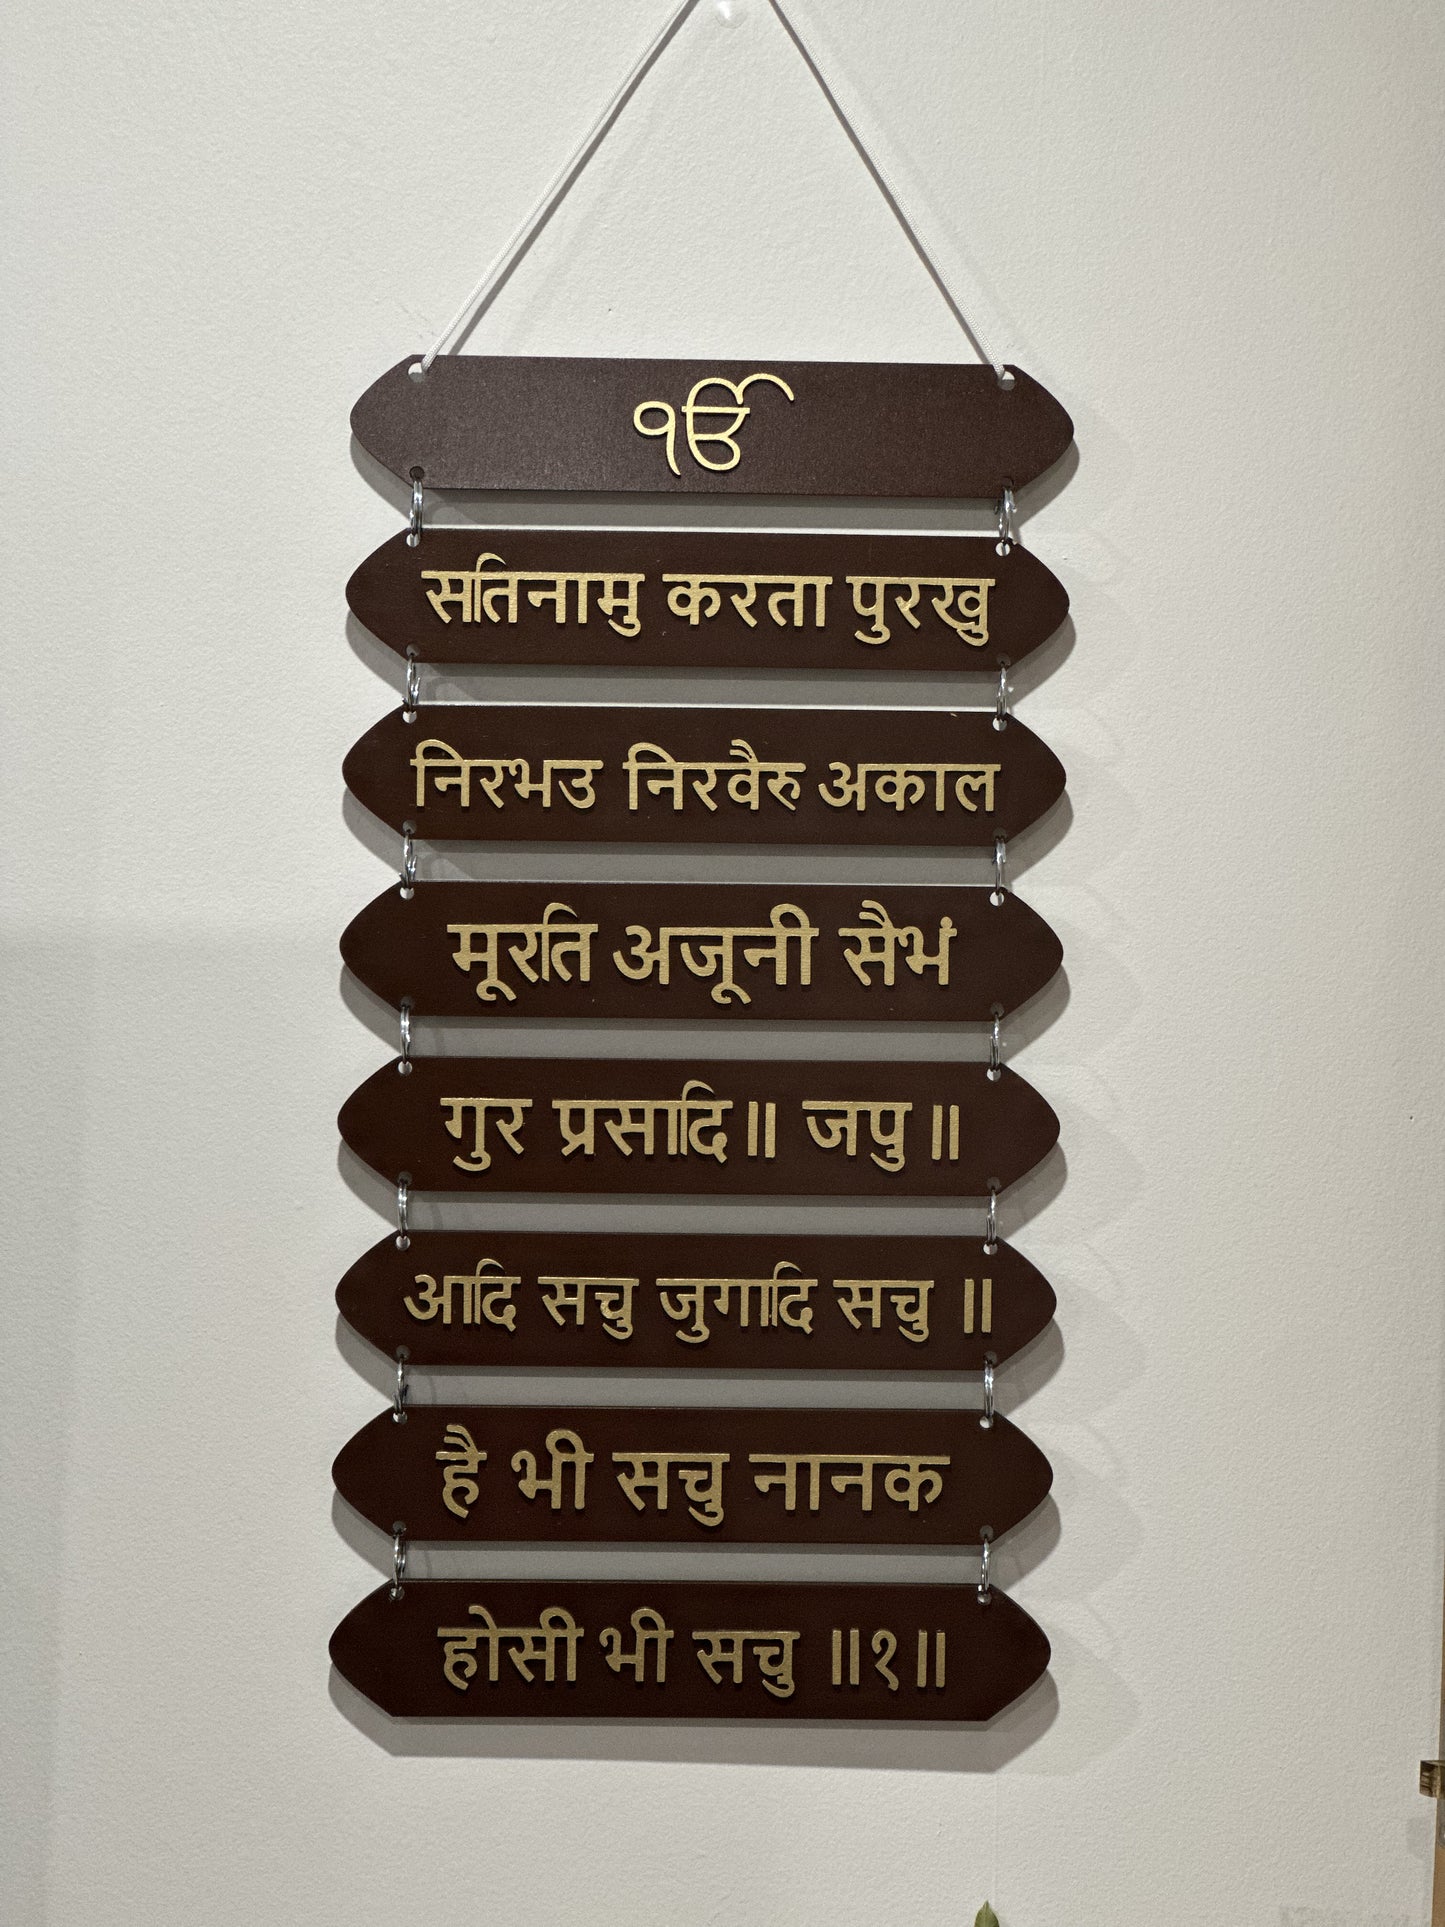 ੴ
सतिनामु करता पुरखु
निरभउ निरवैरु अकाल
मूरति अजूनी सैभं
गुर प्रसादि॥ जपु॥
आदि सचु जुगादि सचु ॥
है भी सचु नानक
होसी भी सचु ॥१॥